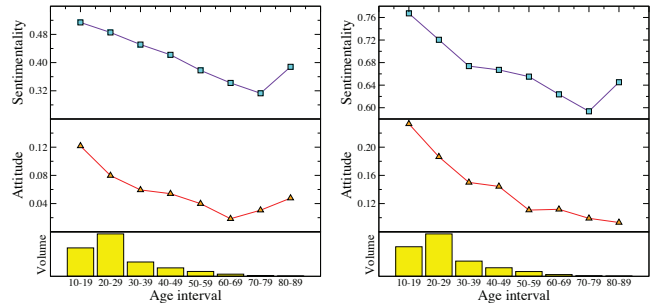 Sentimentality
0.48
0.40
0.32
Attitude
0.12
0.08
0.04
Volume
10-19 20-29 30-39 40-49 50-59 60-69 70-79 80-89
Age interval
Sentimentality
0.76
0.72
0.68
0.64
0.60
Attitude
0.20
0.16
0.12
Volume
10-19 20-29 30-39 40-49 50-59 60-69 70-79 80-89
Age interval